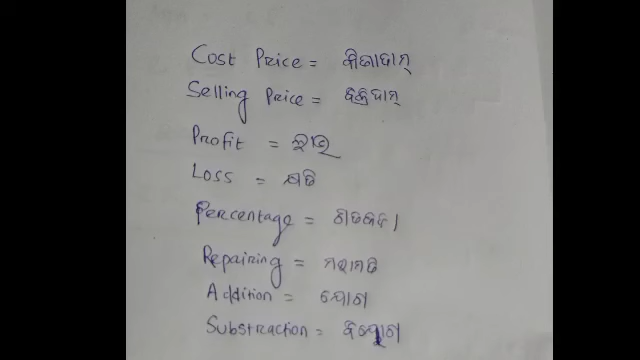 Cost Price = କିଣାଦାମ୍
Selling Price = ବିକ୍ରିଦାମ୍
Profit = ଲାଭ
Loss = କ୍ଷତି
Percentage = ଶତକଡ଼ା
Repairing = ମରାମତି
Addition = ଯୋଗ
Substraction = ବିଯୋଗ